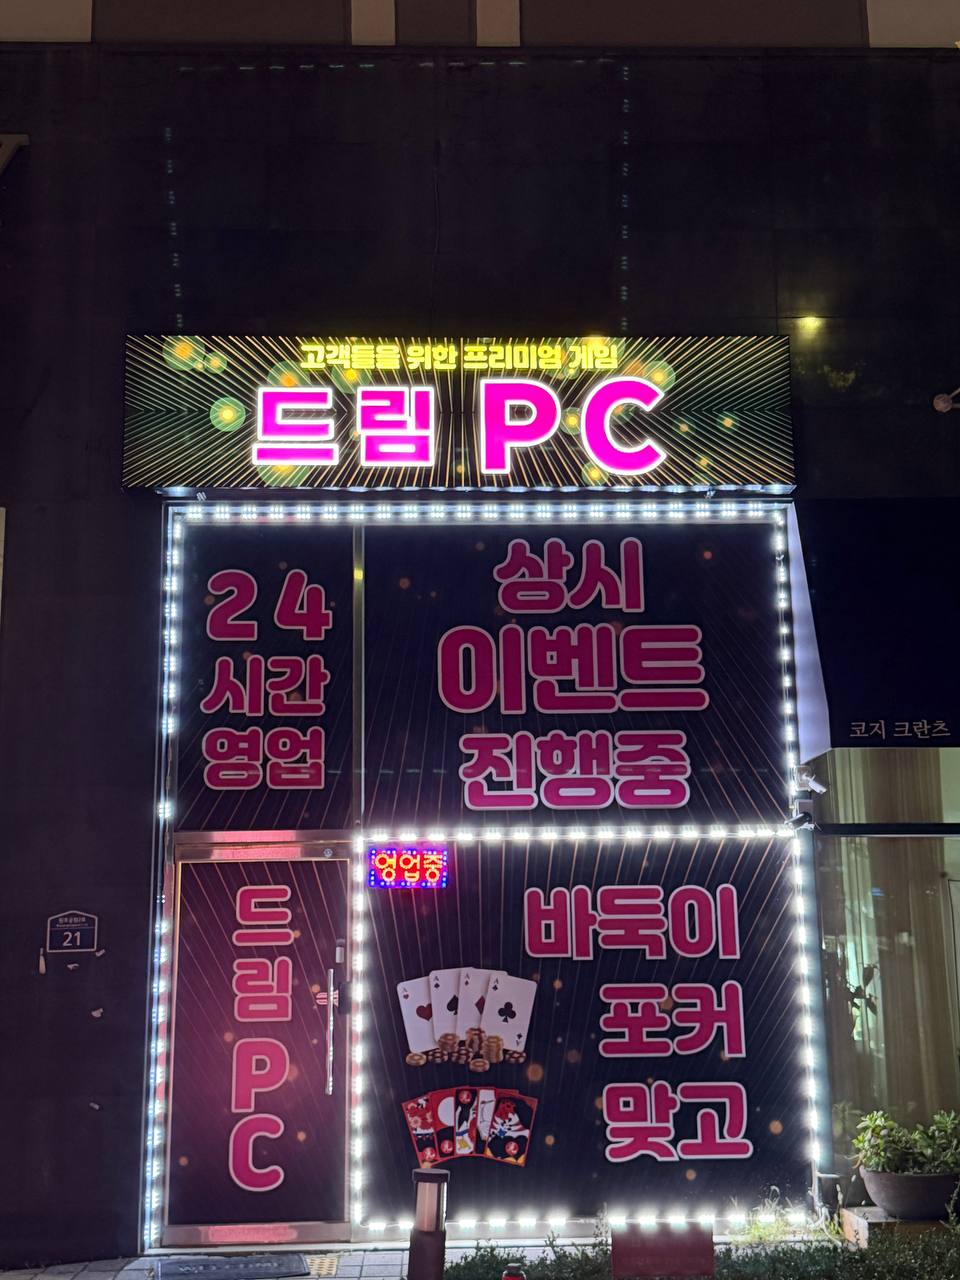 고객들을 위한 프리미엄 게임
드림 PC
24
시간
영업
상시
이벤트
진행중
영업중
드
림
P
C
바둑이
포커
맞고
코지 크란츠
21